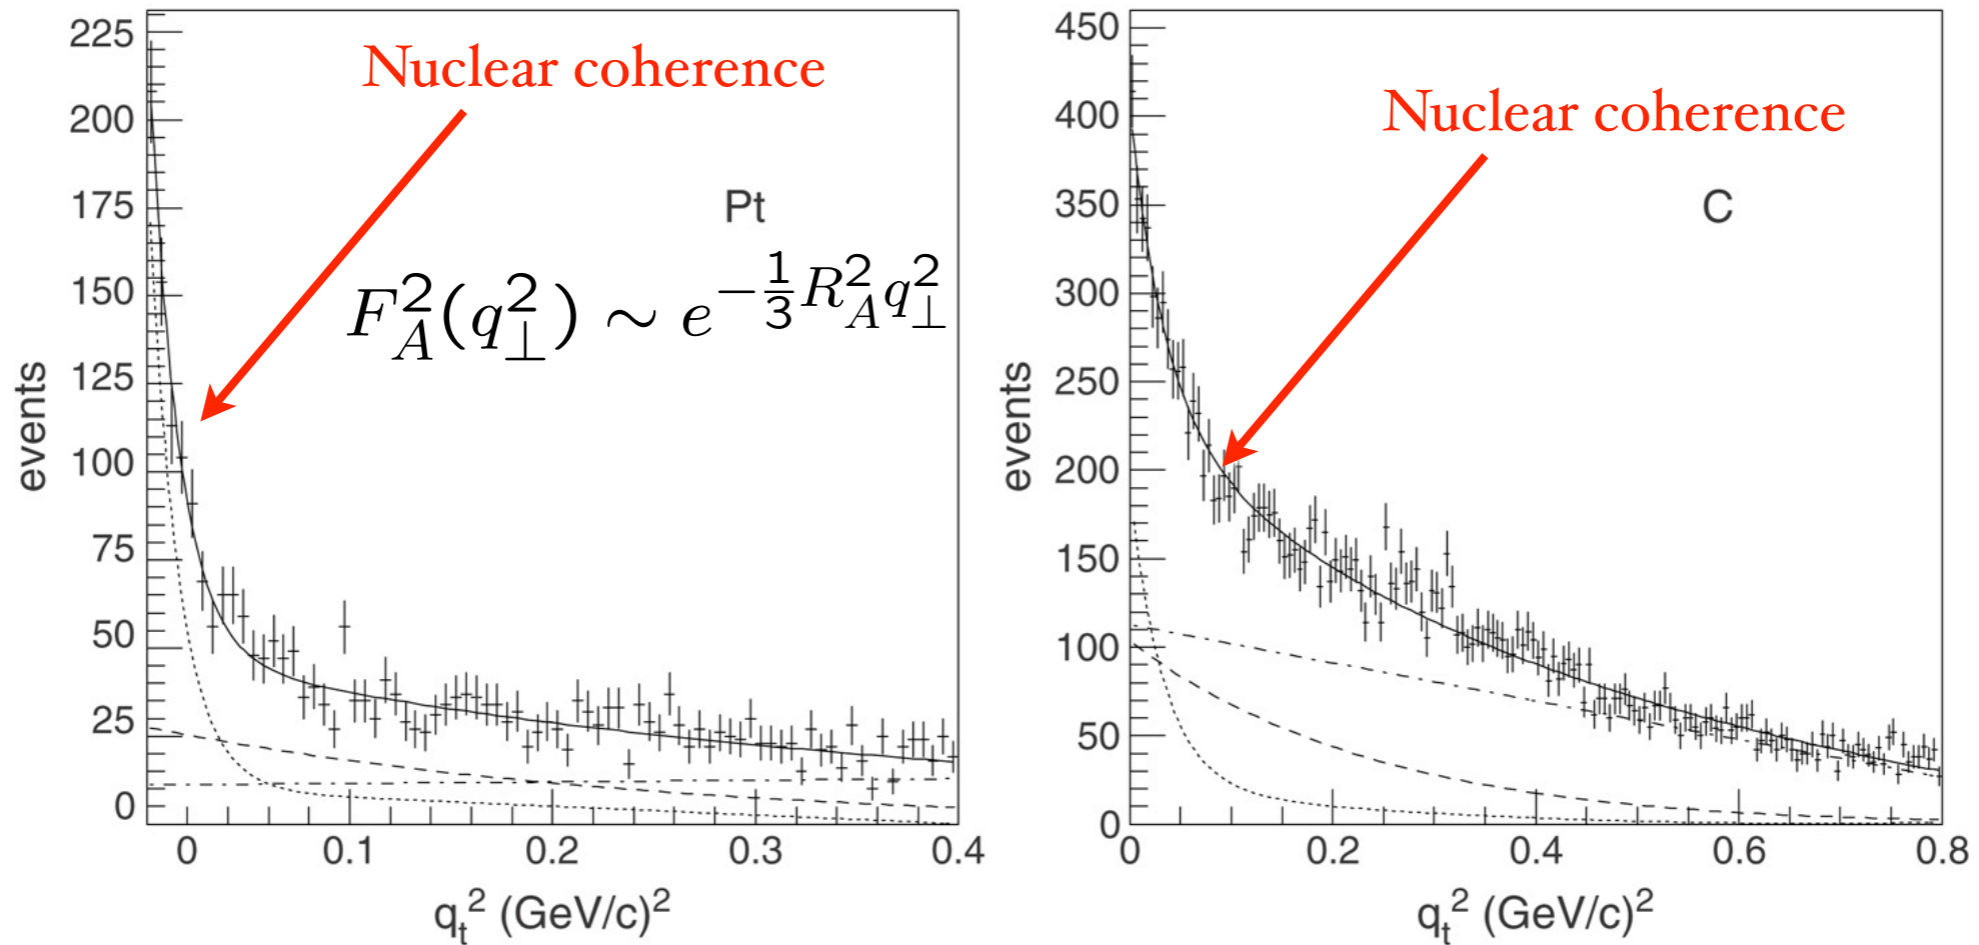 225
200
175
150
125
100
75
50
25
0
events
Nuclear coherence
Pt
F_A^2(q_⊥^2) ∼ e^{-\frac{1}{3}R_A^2 q_⊥^2}
0 0.1 0.2 0.3 0.4
q_t^2 (GeV/c)^2
450
400
350
300
250
200
150
100
50
0
events
Nuclear coherence
C
0 0.2 0.4 0.6 0.8
q_t^2 (GeV/c)^2